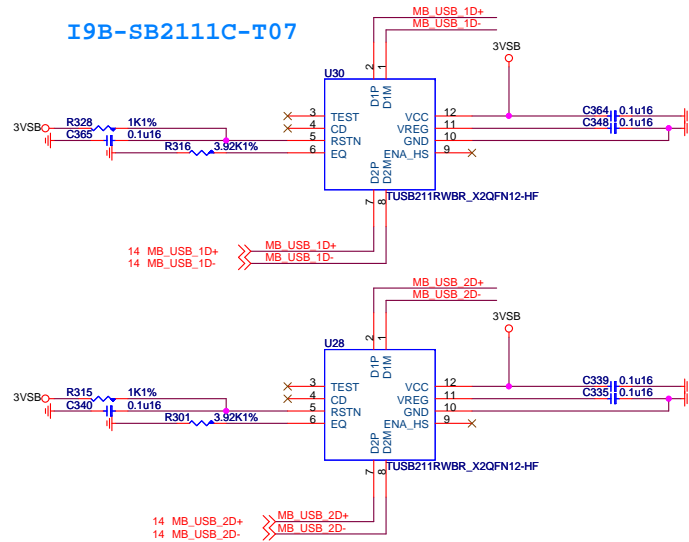 I9B-SB2111C-T07
MB_USB_1D+
MB_USB_1D-
3VSB
U30
2 1
D1P D1M
3 TEST VCC 12 C364 0.1u16
R328 1K1% 4 CD VREG 11 C348 0.1u16
3VSB C365 0.1u16 5 RSTN GND 10
R316 3.92K1% 6 EQ ENA_HS 9
D2P D2M
7 8
TUSB211RWBR_X2QFN12-HF
14 MB_USB_1D+ MB_USB_1D+
14 MB_USB_1D- MB_USB_1D-
MB_USB_2D+
MB_USB_2D-
3VSB
U28
2 1
D1P D1M
3 TEST VCC 12 C339 0.1u16
R315 1K1% 4 CD VREG 11 C335 0.1u16
3VSB C340 0.1u16 5 RSTN GND 10
R301 3.92K1% 6 EQ ENA_HS 9
D2P D2M
7 8
TUSB211RWBR_X2QFN12-HF
14 MB_USB_2D+ MB_USB_2D+
14 MB_USB_2D- MB_USB_2D-